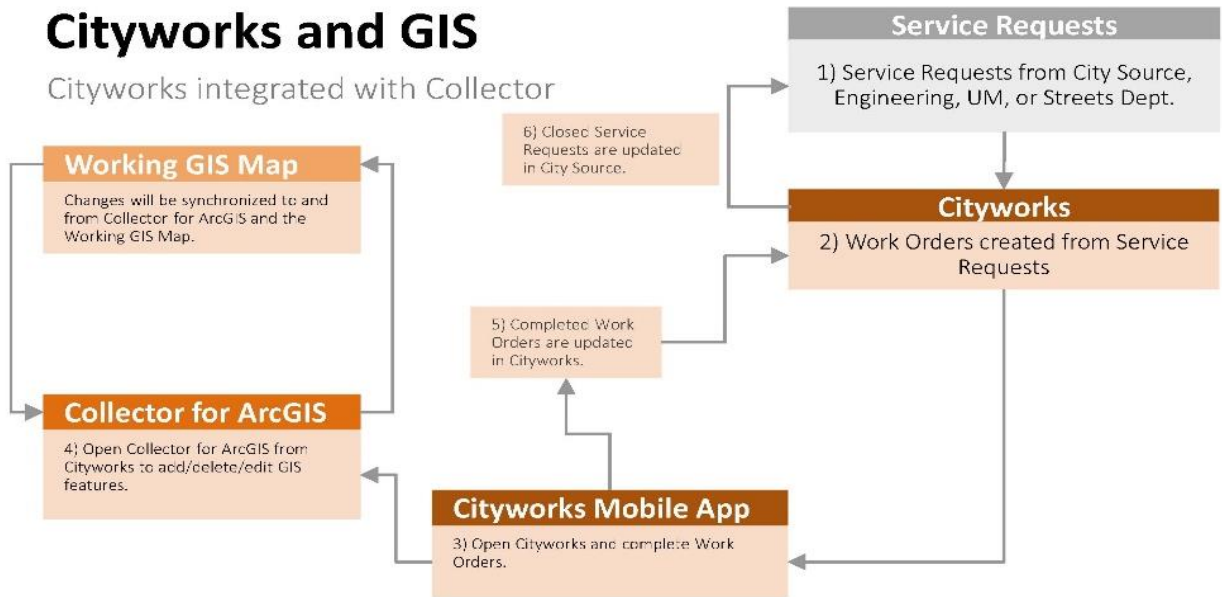 Cityworks and GIS
Cityworks integrated with Collector
Service Requests
1) Service Requests from City Source,
Engineering, UM, or Streets Dept.
6) Closed Service
Requests are updated
in City Source.
Working GIS Map
Changes will be synchronized to and
from Collector for ArcGIS and the
Working GIS Map.
Cityworks
2) Work Orders created from Service
Requests
5) Completed Work
Orders are updated
in Cityworks.
Collector for ArcGIS
4) Open Collector for ArcGIS from
Cityworks to add/delete/edit GIS
features.
Cityworks Mobile App
3) Open Cityworks and complete Work
Orders.